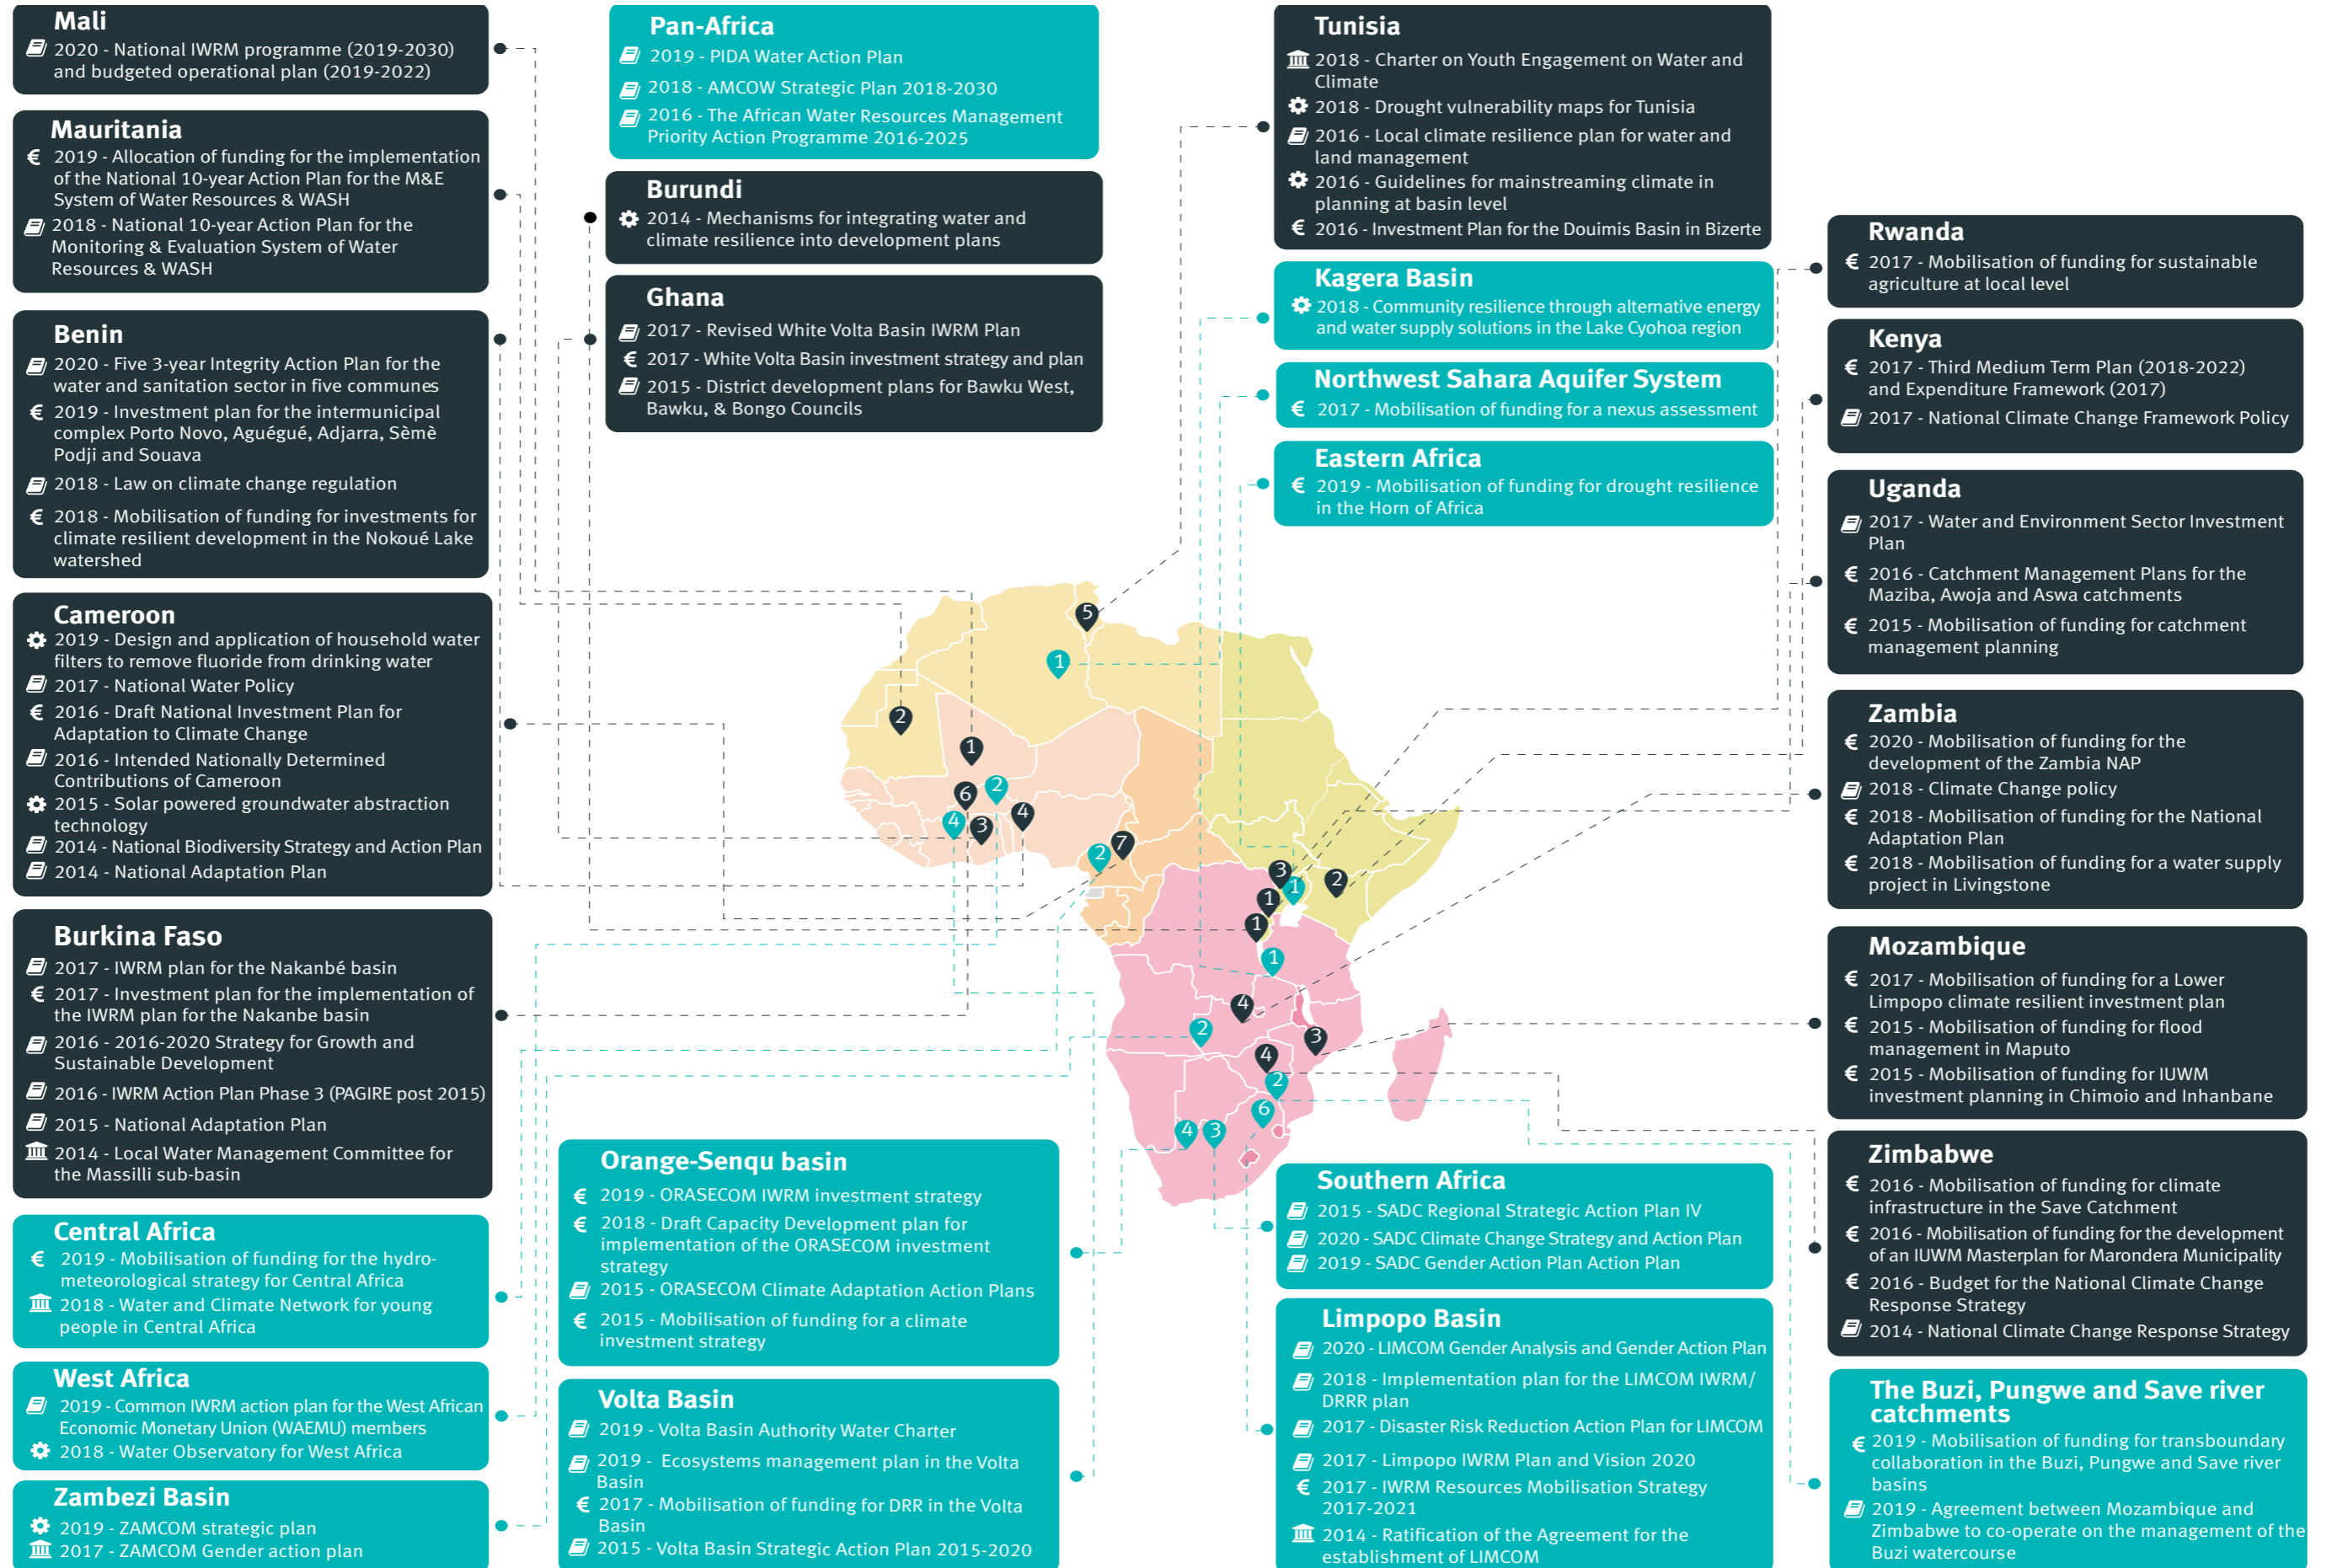 Mali
2020 - National IWRM programme (2019-2030)
and budgeted operational plan (2019-2022)
Mauritania
€ 2019 - Allocation of funding for the implementation
of the National 10-year Action Plan for the M&E
System of Water Resources & WASH
2018 - National 10-year Action Plan for the
Monitoring & Evaluation System of Water
Resources & WASH
Benin
2020 - Five 3-year Integrity Action Plan for the
water and sanitation sector in five communes
€ 2019 - Investment plan for the intermunicipal
complex Porto Novo, Aguégué, Adjarra, Sèmè
Podji and Souava
2018 - Law on climate change regulation
€ 2018 - Mobilisation of funding for investments for
climate resilient development in the Nokoué Lake
watershed
Cameroon
2019 - Design and application of household water
filters to remove fluoride from drinking water
2017 - National Water Policy
€ 2016 - Draft National Investment Plan for
Adaptation to Climate Change
2016 - Intended Nationally Determined
Contributions of Cameroon
2015 - Solar powered groundwater abstraction
technology
2014 - National Biodiversity Strategy and Action Plan
2014 - National Adaptation Plan
Burkina Faso
2017 - IWRM plan for the Nakanbé basin
€ 2017 - Investment plan for the implementation of
the IWRM plan for the Nakanbe basin
2016 - 2016-2020 Strategy for Growth and
Sustainable Development
2016 - IWRM Action Plan Phase 3 (PAGIRE post 2015)
2015 - National Adaptation Plan
2014 - Local Water Management Committee for
the Massilli sub-basin
Central Africa
€ 2019 - Mobilisation of funding for the hydro-
meteorological strategy for Central Africa
2018 - Water and Climate Network for young
people in Central Africa
West Africa
2019 - Common IWRM action plan for the West African
Economic Monetary Union (WAEMU) members
2018 - Water Observatory for West Africa
Zambezi Basin
2019 - ZAMCOM strategic plan
2017 - ZAMCOM Gender action plan
Pan-Africa
2019 - PIDA Water Action Plan
2018 - AMCOW Strategic Plan 2018-2030
2016 - The African Water Resources Management
Priority Action Programme 2016-2025
Burundi
2014 - Mechanisms for integrating water and
climate resilience into development plans
Ghana
2017 - Revised White Volta Basin IWRM Plan
€ 2017 - White Volta Basin investment strategy and plan
2015 - District development plans for Bawku West,
Bawku, & Bongo Councils
Orange-Senqu basin
€ 2019 - ORASECOM IWRM investment strategy
€ 2018 - Draft Capacity Development plan for
implementation of the ORASECOM investment
strategy
2015 - ORASECOM Climate Adaptation Action Plans
€ 2015 - Mobilisation of funding for a climate
investment strategy
Volta Basin
2019 - Volta Basin Authority Water Charter
2019 - Ecosystems management plan in the Volta
Basin
€ 2017 - Mobilisation of funding for DRR in the Volta
Basin
2015 - Volta Basin Strategic Action Plan 2015-2020
Tunisia
2018 - Charter on Youth Engagement on Water and
Climate
2018 - Drought vulnerability maps for Tunisia
2016 - Local climate resilience plan for water and
land management
2016 - Guidelines for mainstreaming climate in
planning at basin level
€ 2016 - Investment Plan for the Douimis Basin in Bizerte
Kagera Basin
2018 - Community resilience through alternative energy
and water supply solutions in the Lake Cyohoa region
Northwest Sahara Aquifer System
€ 2017 - Mobilisation of funding for a nexus assessment
Eastern Africa
€ 2019 - Mobilisation of funding for drought resilience
in the Horn of Africa
5
1
2
1
6
2
4
3
4
2
7
3
1
2
1
1
1
4
2
3
4
2
6
4
3
Southern Africa
2015 - SADC Regional Strategic Action Plan IV
2020 - SADC Climate Change Strategy and Action Plan
2019 - SADC Gender Action Plan Action Plan
Limpopo Basin
2020 - LIMCOM Gender Analysis and Gender Action Plan
2018 - Implementation plan for the LIMCOM IWRM/
DRRR plan
2017 - Disaster Risk Reduction Action Plan for LIMCOM
2017 - Limpopo IWRM Plan and Vision 2020
€ 2017 - IWRM Resources Mobilisation Strategy
2017-2021
2014 - Ratification of the Agreement for the
establishment of LIMCOM
Rwanda
€ 2017 - Mobilisation of funding for sustainable
agriculture at local level
Kenya
€ 2017 - Third Medium Term Plan (2018-2022)
and Expenditure Framework (2017)
2017 - National Climate Change Framework Policy
Uganda
2017 - Water and Environment Sector Investment
Plan
€ 2016 - Catchment Management Plans for the
Maziba, Awoja and Aswa catchments
€ 2015 - Mobilisation of funding for catchment
management planning
Zambia
€ 2020 - Mobilisation of funding for the
development of the Zambia NAP
2018 - Climate Change policy
€ 2018 - Mobilisation of funding for the National
Adaptation Plan
€ 2018 - Mobilisation of funding for a water supply
project in Livingstone
Mozambique
€ 2017 - Mobilisation of funding for a Lower
Limpopo climate resilient investment plan
€ 2015 - Mobilisation of funding for flood
management in Maputo
€ 2015 - Mobilisation of funding for IUWM
investment planning in Chimoio and Inhanbane
Zimbabwe
€ 2016 - Mobilisation of funding for climate
infrastructure in the Save Catchment
€ 2016 - Mobilisation of funding for the development
of an IUWM Masterplan for Marondera Municipality
€ 2016 - Budget for the National Climate Change
Response Strategy
2014 - National Climate Change Response Strategy
The Buzi, Pungwe and Save river
catchments
€ 2019 - Mobilisation of funding for transboundary
collaboration in the Buzi, Pungwe and Save river
basins
2019 - Agreement between Mozambique and
Zimbabwe to co-operate on the management of the
Buzi watercourse